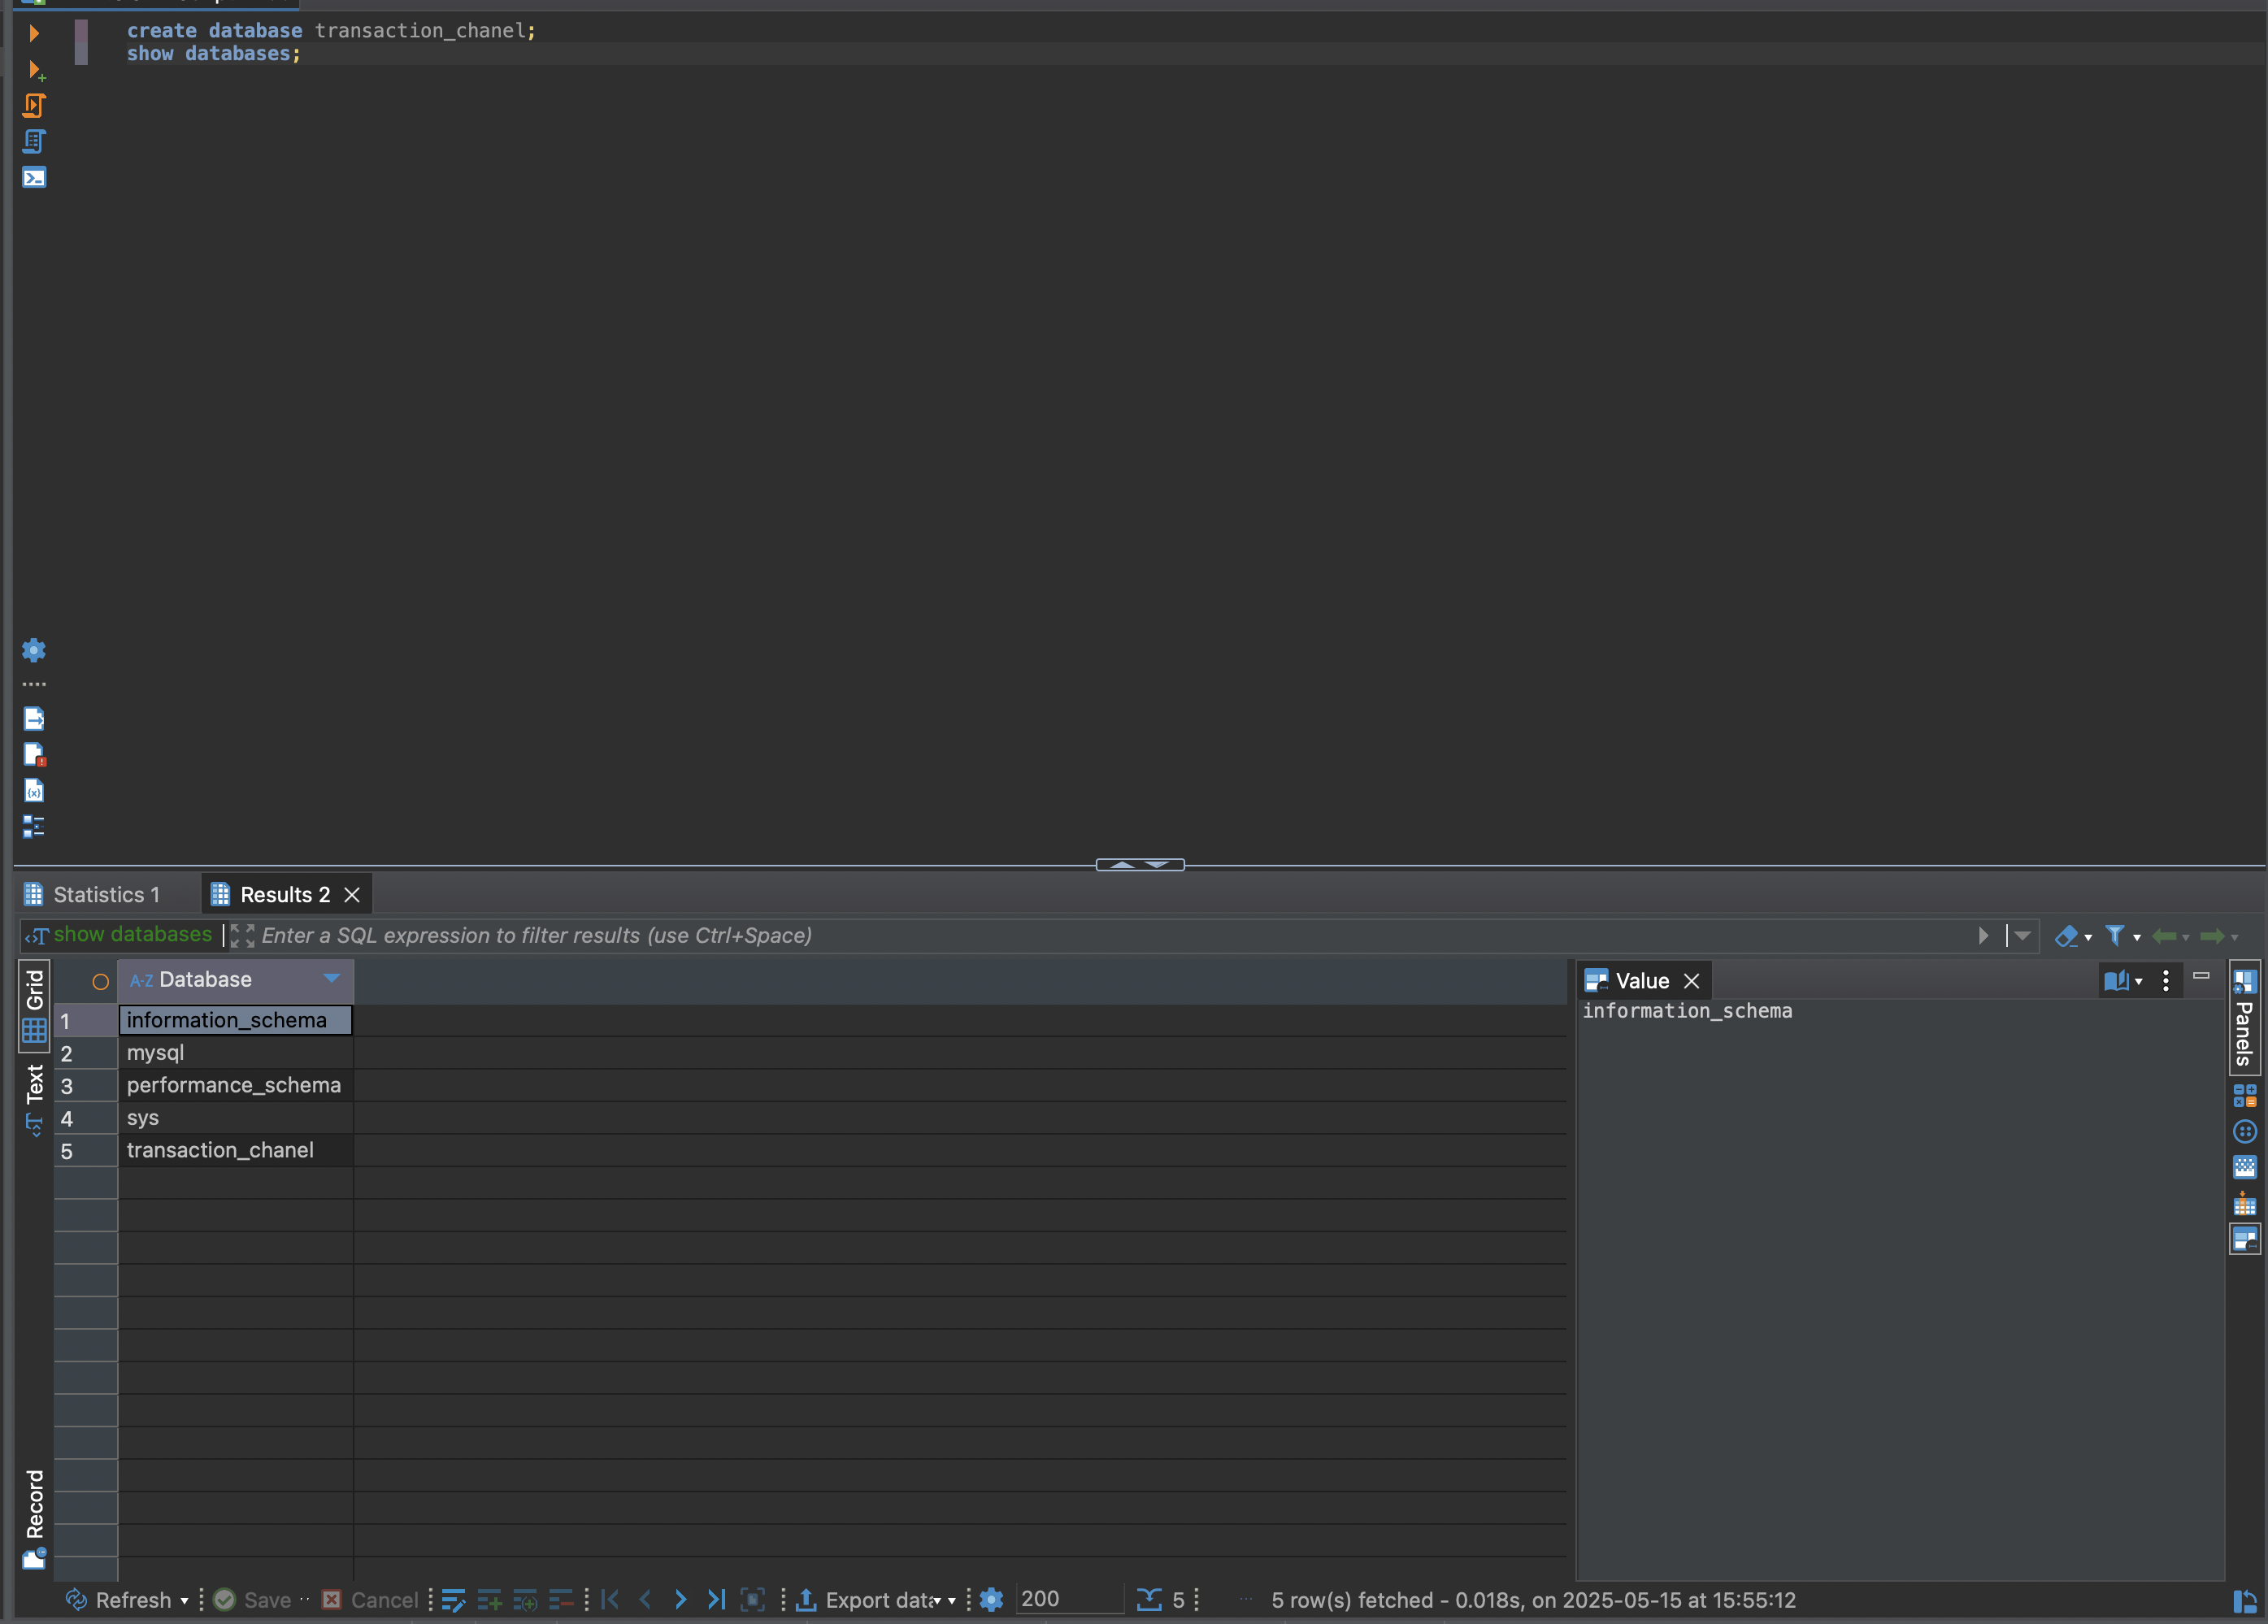 create database transaction_chanel;
show databases;
Statistics 1
Results 2
show databases
Enter a SQL expression to filter results (use Ctrl+Space)
Grid
Text
Record
A-Z Database
1 information_schema
2 mysql
3 performance_schema
4 sys
5 transaction_chanel
Value
information_schema
Panels
Refresh
Save
Cancel
Export data
200
5
5 row(s) fetched - 0.018s, on 2025-05-15 at 15:55:12